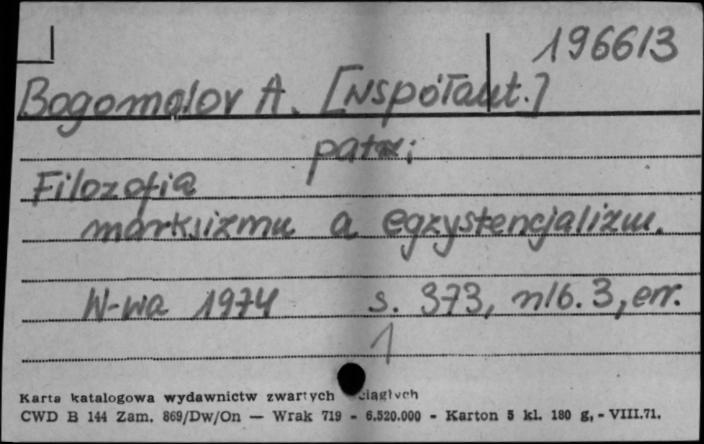 196613
Bogomolov A. [Współaut.]
patrz:
Filozofia
marksizmu a egzystencjalizm.
W-wa 1974 s. 373, nlb. 3, err.
1
Karta katalogowa wydawnictw zwartych ciągłych
CWD B 144 Zam. 869/Dw/On — Wrak 719 - 6.520.000 - Karton 5 kl. 180 g, - VIII.71.